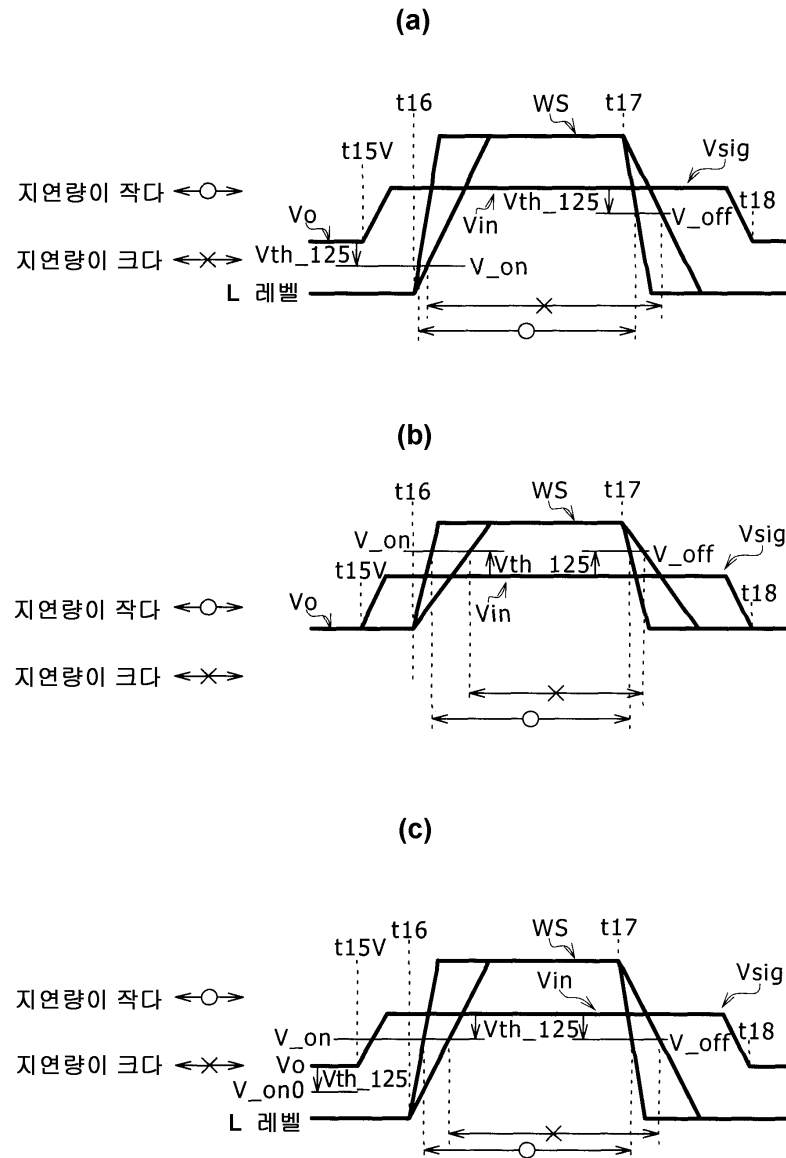 (a)
t16
WS
t17
t15V
Vsig
지연량이 작다
Vth_125
t18
Vo
Vin
V_off
지연량이 크다
Vth_125
V_on
L 레벨
(b)
t16
WS
t17
V_on
Vth_125
V_off
Vsig
t15V
지연량이 작다
Vo
Vin
t18
지연량이 크다
(c)
t16
WS
t17
t15V
Vin
Vsig
지연량이 작다
V_on
Vth_125
V_off
t18
지연량이 크다
Vo
Vth_125
V_on0
L 레벨